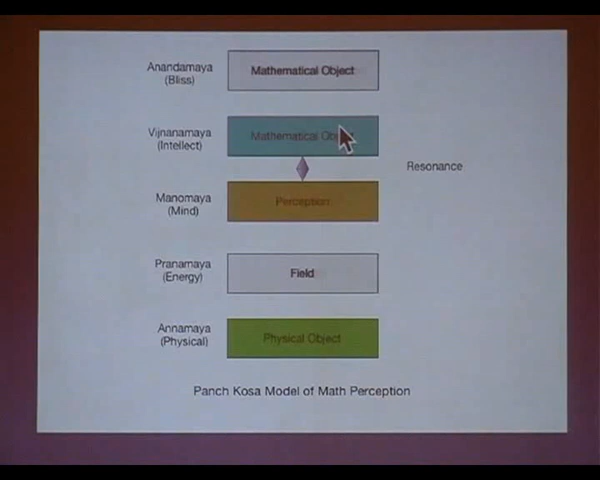 Anandamaya
(Bliss)
Mathematical Object
Vijnanamaya
(Intellect)
Mathematical Object
Resonance
Manomaya
(Mind)
Perception
Pranamaya
(Energy)
Field
Annamaya
(Physical)
Physical Object
Panch Kosa Model of Math Perception